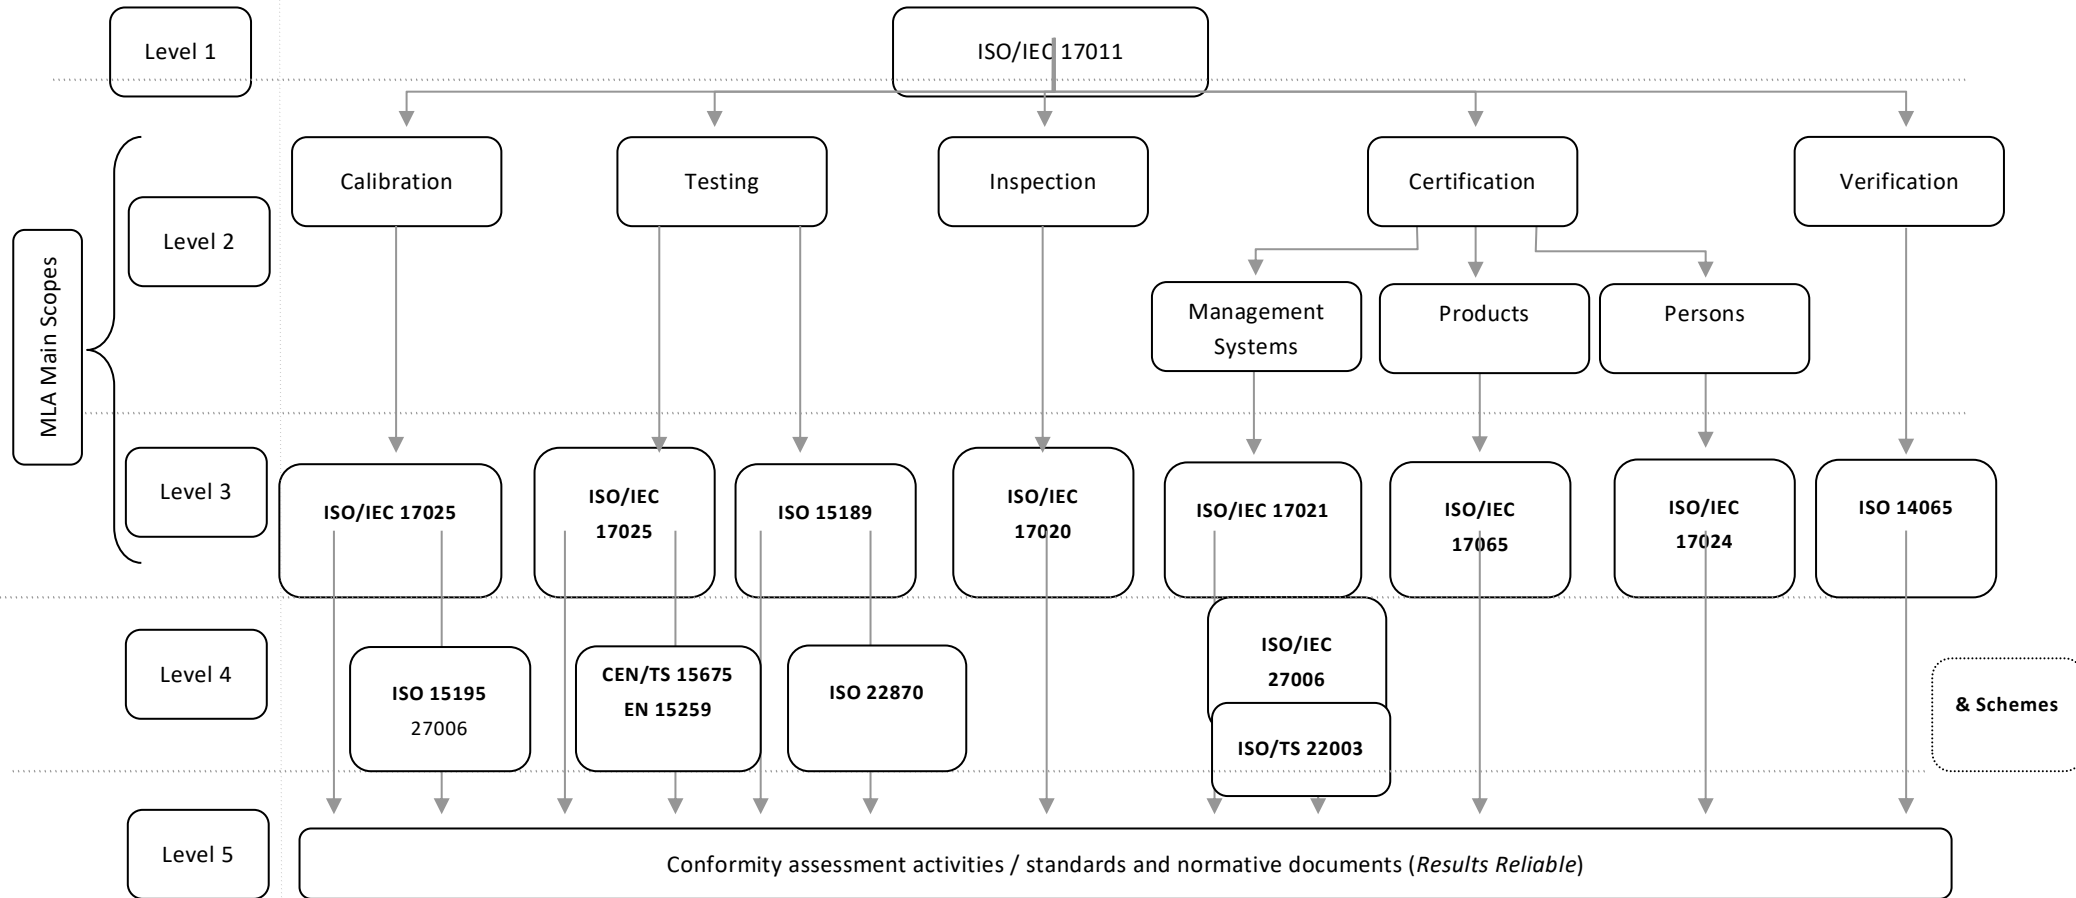 Level 1
ISO/IEC 17011
Calibration
Testing
Inspection
Certification
Verification
Level 2
MLA Main Scopes
Management
Systems
Products
Persons
Level 3
ISO/IEC 17025
ISO/IEC
17025
ISO 15189
ISO/IEC
17020
ISO/IEC 17021
ISO/IEC
17065
ISO/IEC
17024
ISO 14065
Level 4
ISO 15195
27006
CEN/TS 15675
EN 15259
ISO 22870
ISO/IEC
27006
ISO/TS 22003
& Schemes
Level 5
Conformity assessment activities / standards and normative documents (Results Reliable)